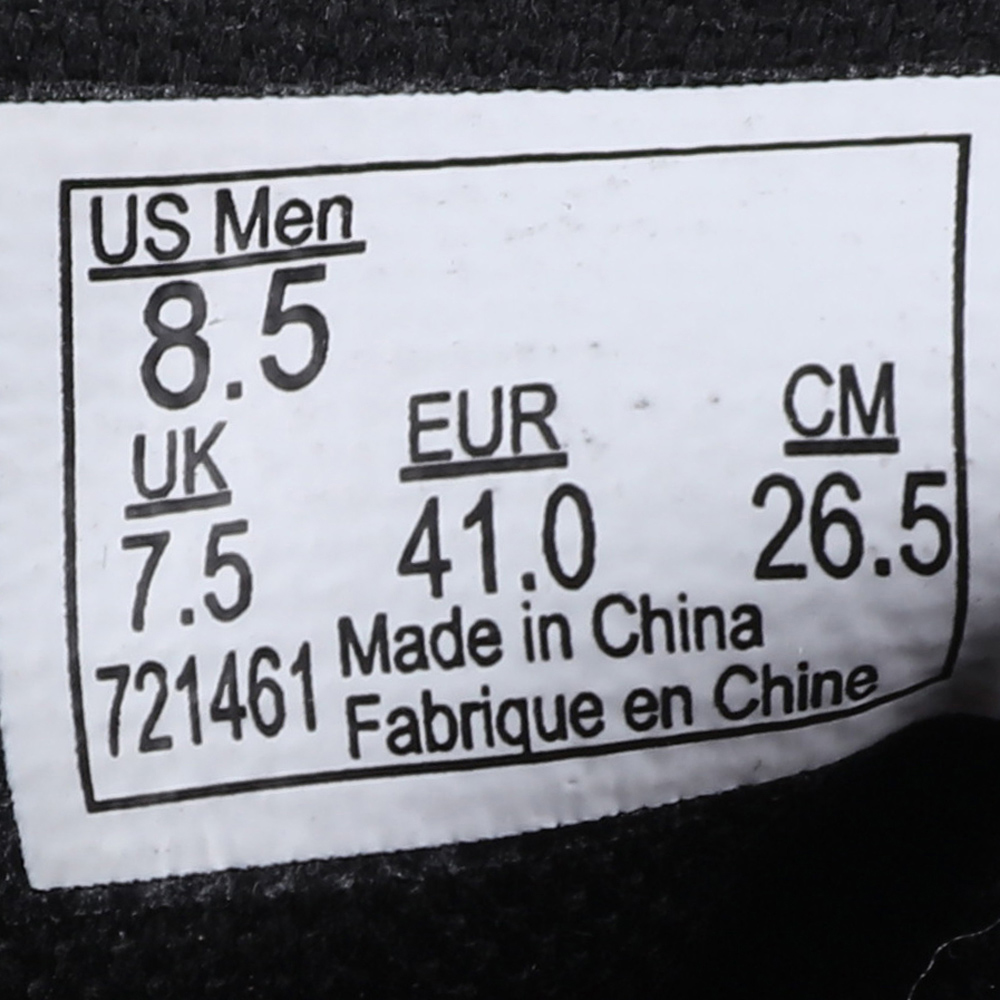 US Men
8.5
UK EUR CM
7.5 41.0 26.5
721461 Made in China
Fabrique en Chine